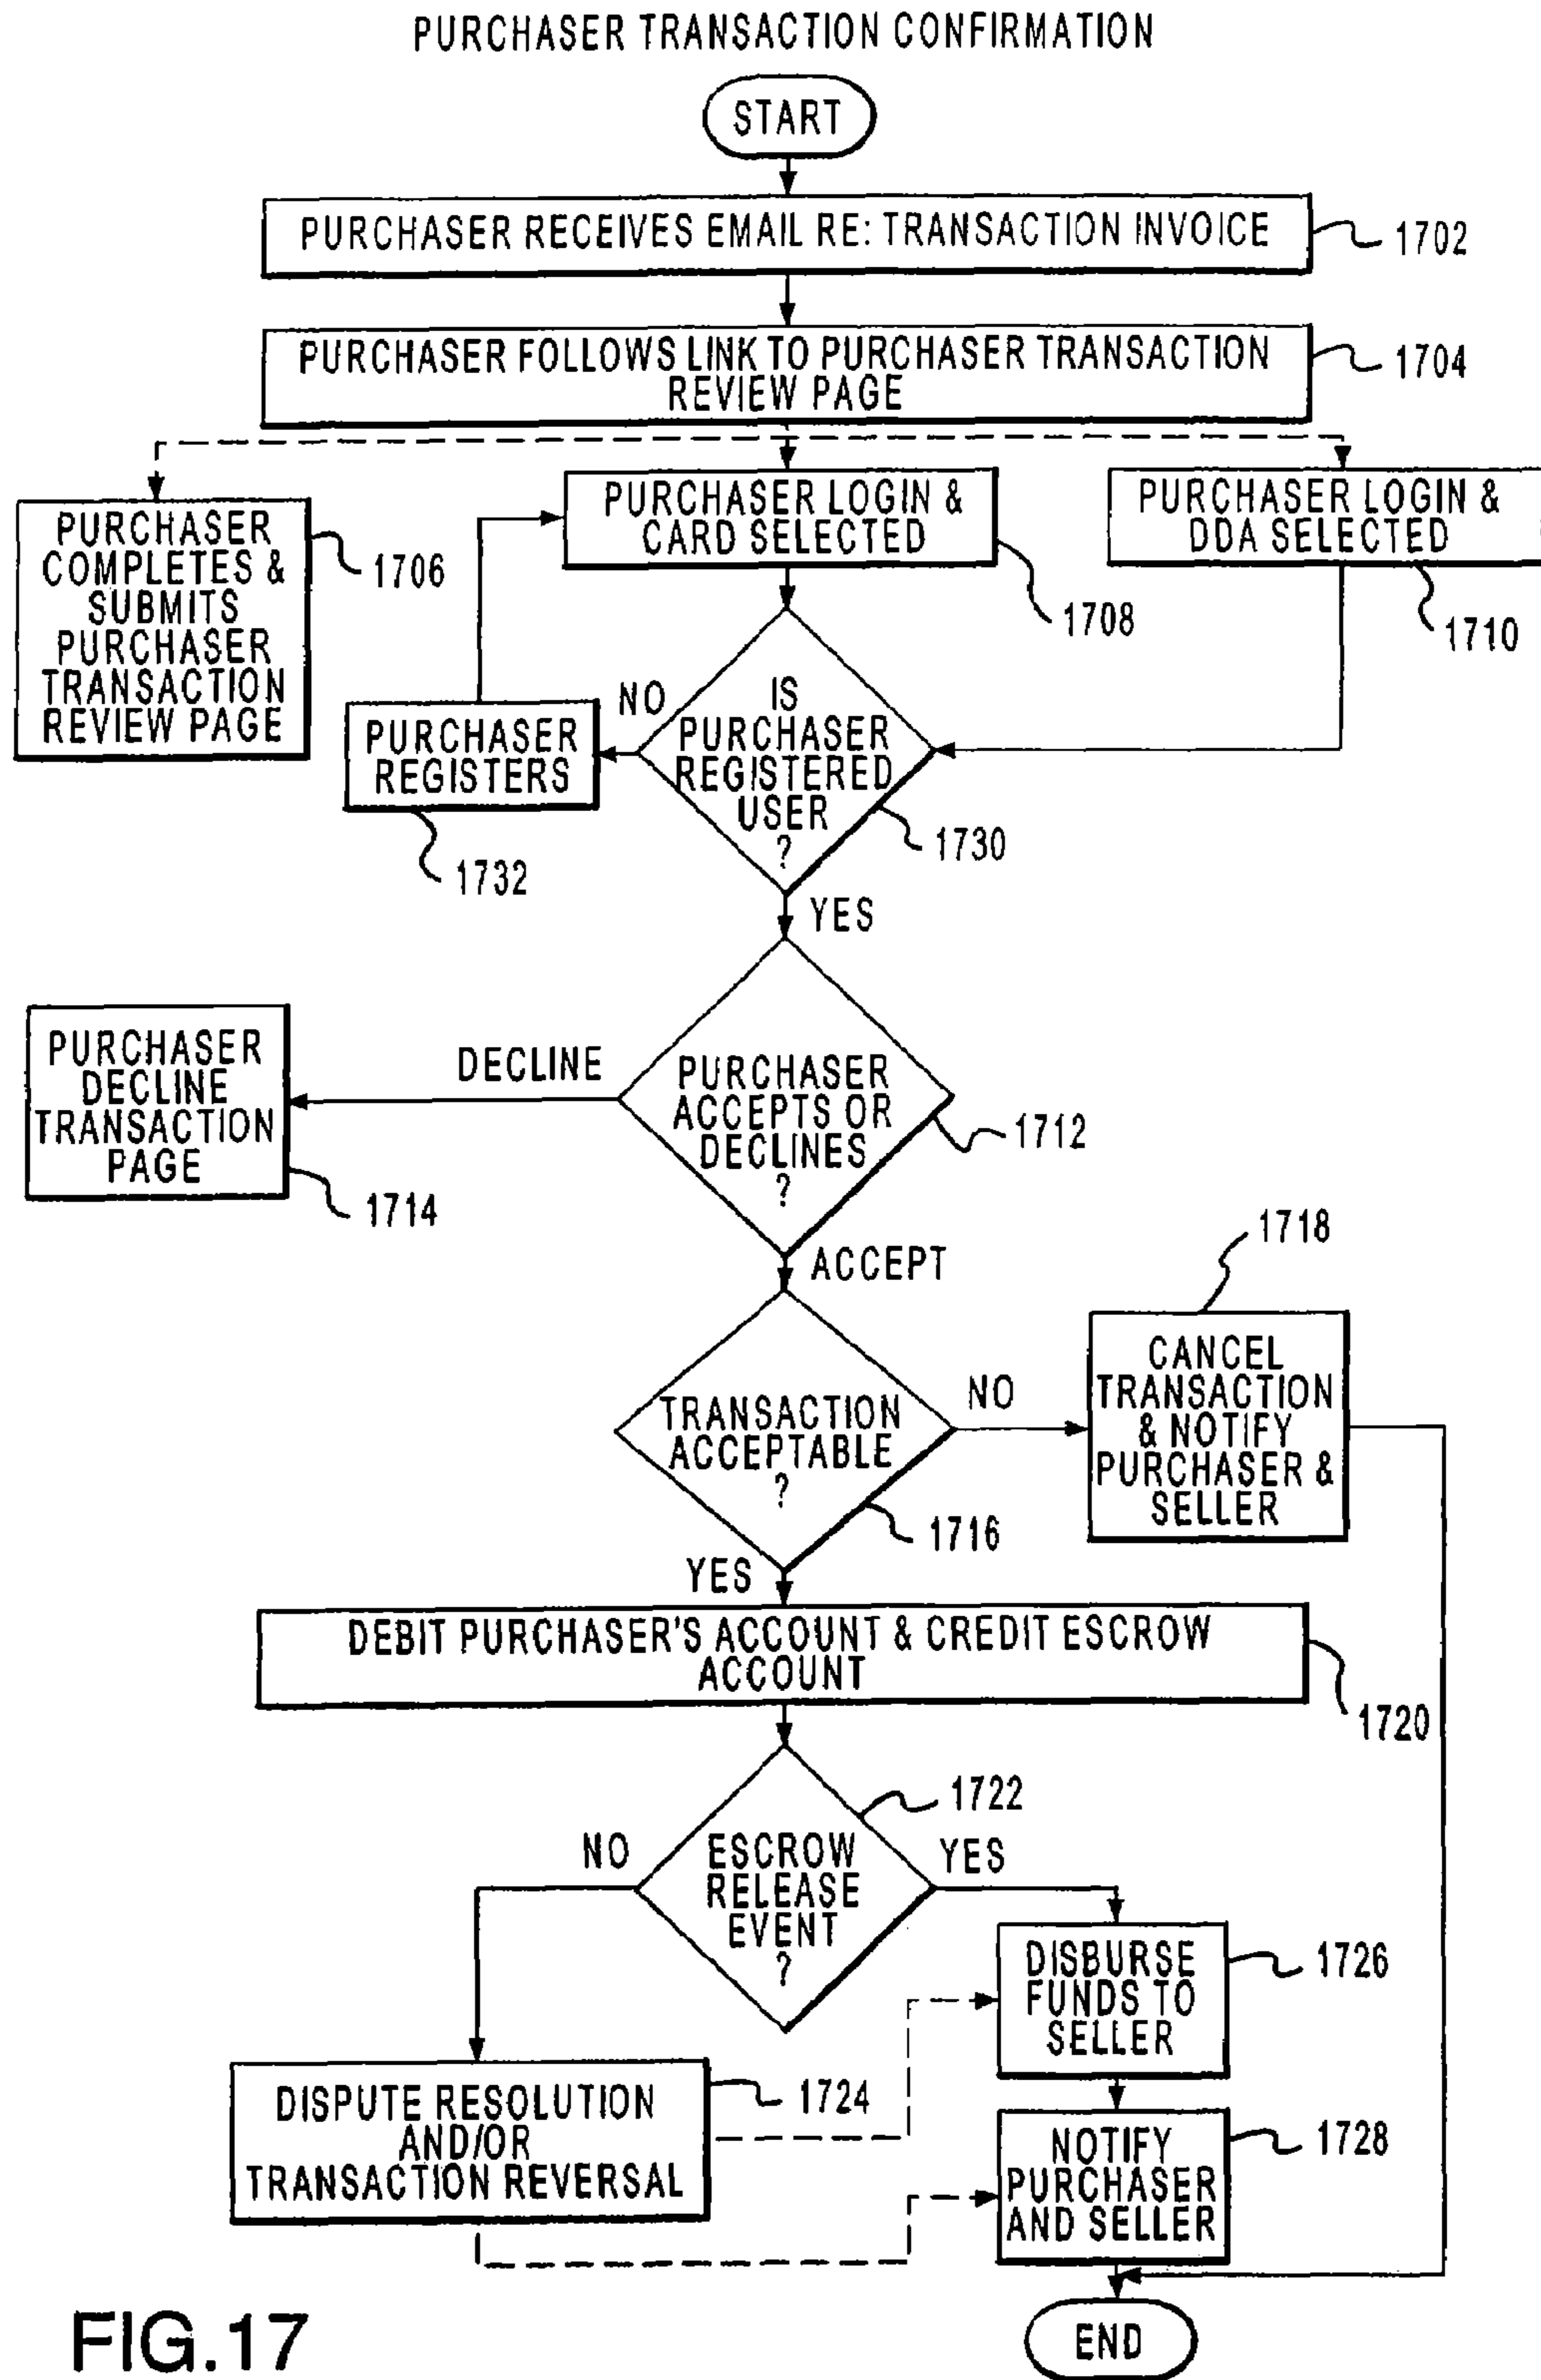 PURCHASER TRANSACTION CONFIRMATION
START
PURCHASER RECEIVES EMAIL RE: TRANSACTION INVOICE
1702
PURCHASER FOLLOWS LINK TO PURCHASER TRANSACTION
REVIEW PAGE
1704
PURCHASER
COMPLETES &
SUBMITS
PURCHASER
TRANSACTION
REVIEW PAGE
1706
PURCHASER LOGIN &
CARD SELECTED
1708
PURCHASER LOGIN &
DDA SELECTED
1710
IS
PURCHASER
REGISTERED
USER
?
1730
NO
PURCHASER
REGISTERS
1732
YES
PURCHASER
ACCEPTS OR
DECLINES
?
1712
DECLINE
PURCHASER
DECLINE
TRANSACTION
PAGE
1714
ACCEPT
TRANSACTION
ACCEPTABLE
?
1716
NO
1718
CANCEL
TRANSACTION
& NOTIFY
PURCHASER &
SELLER
YES
DEBIT PURCHASER'S ACCOUNT & CREDIT ESCROW
ACCOUNT
1720
ESCROW
RELEASE
EVENT
?
1722
NO
YES
DISBURSE
FUNDS TO
SELLER
1726
DISPUTE RESOLUTION
AND/OR
TRANSACTION REVERSAL
1724
NOTIFY
PURCHASER
AND SELLER
1728
END
FIG.17